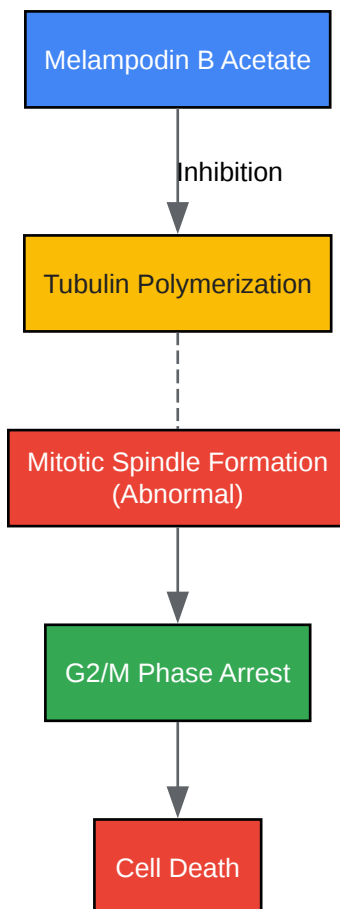 Melampodin B Acetate
Inhibition
Tubulin Polymerization
Mitotic Spindle Formation
(Abnormal)
G2/M Phase Arrest
Cell Death